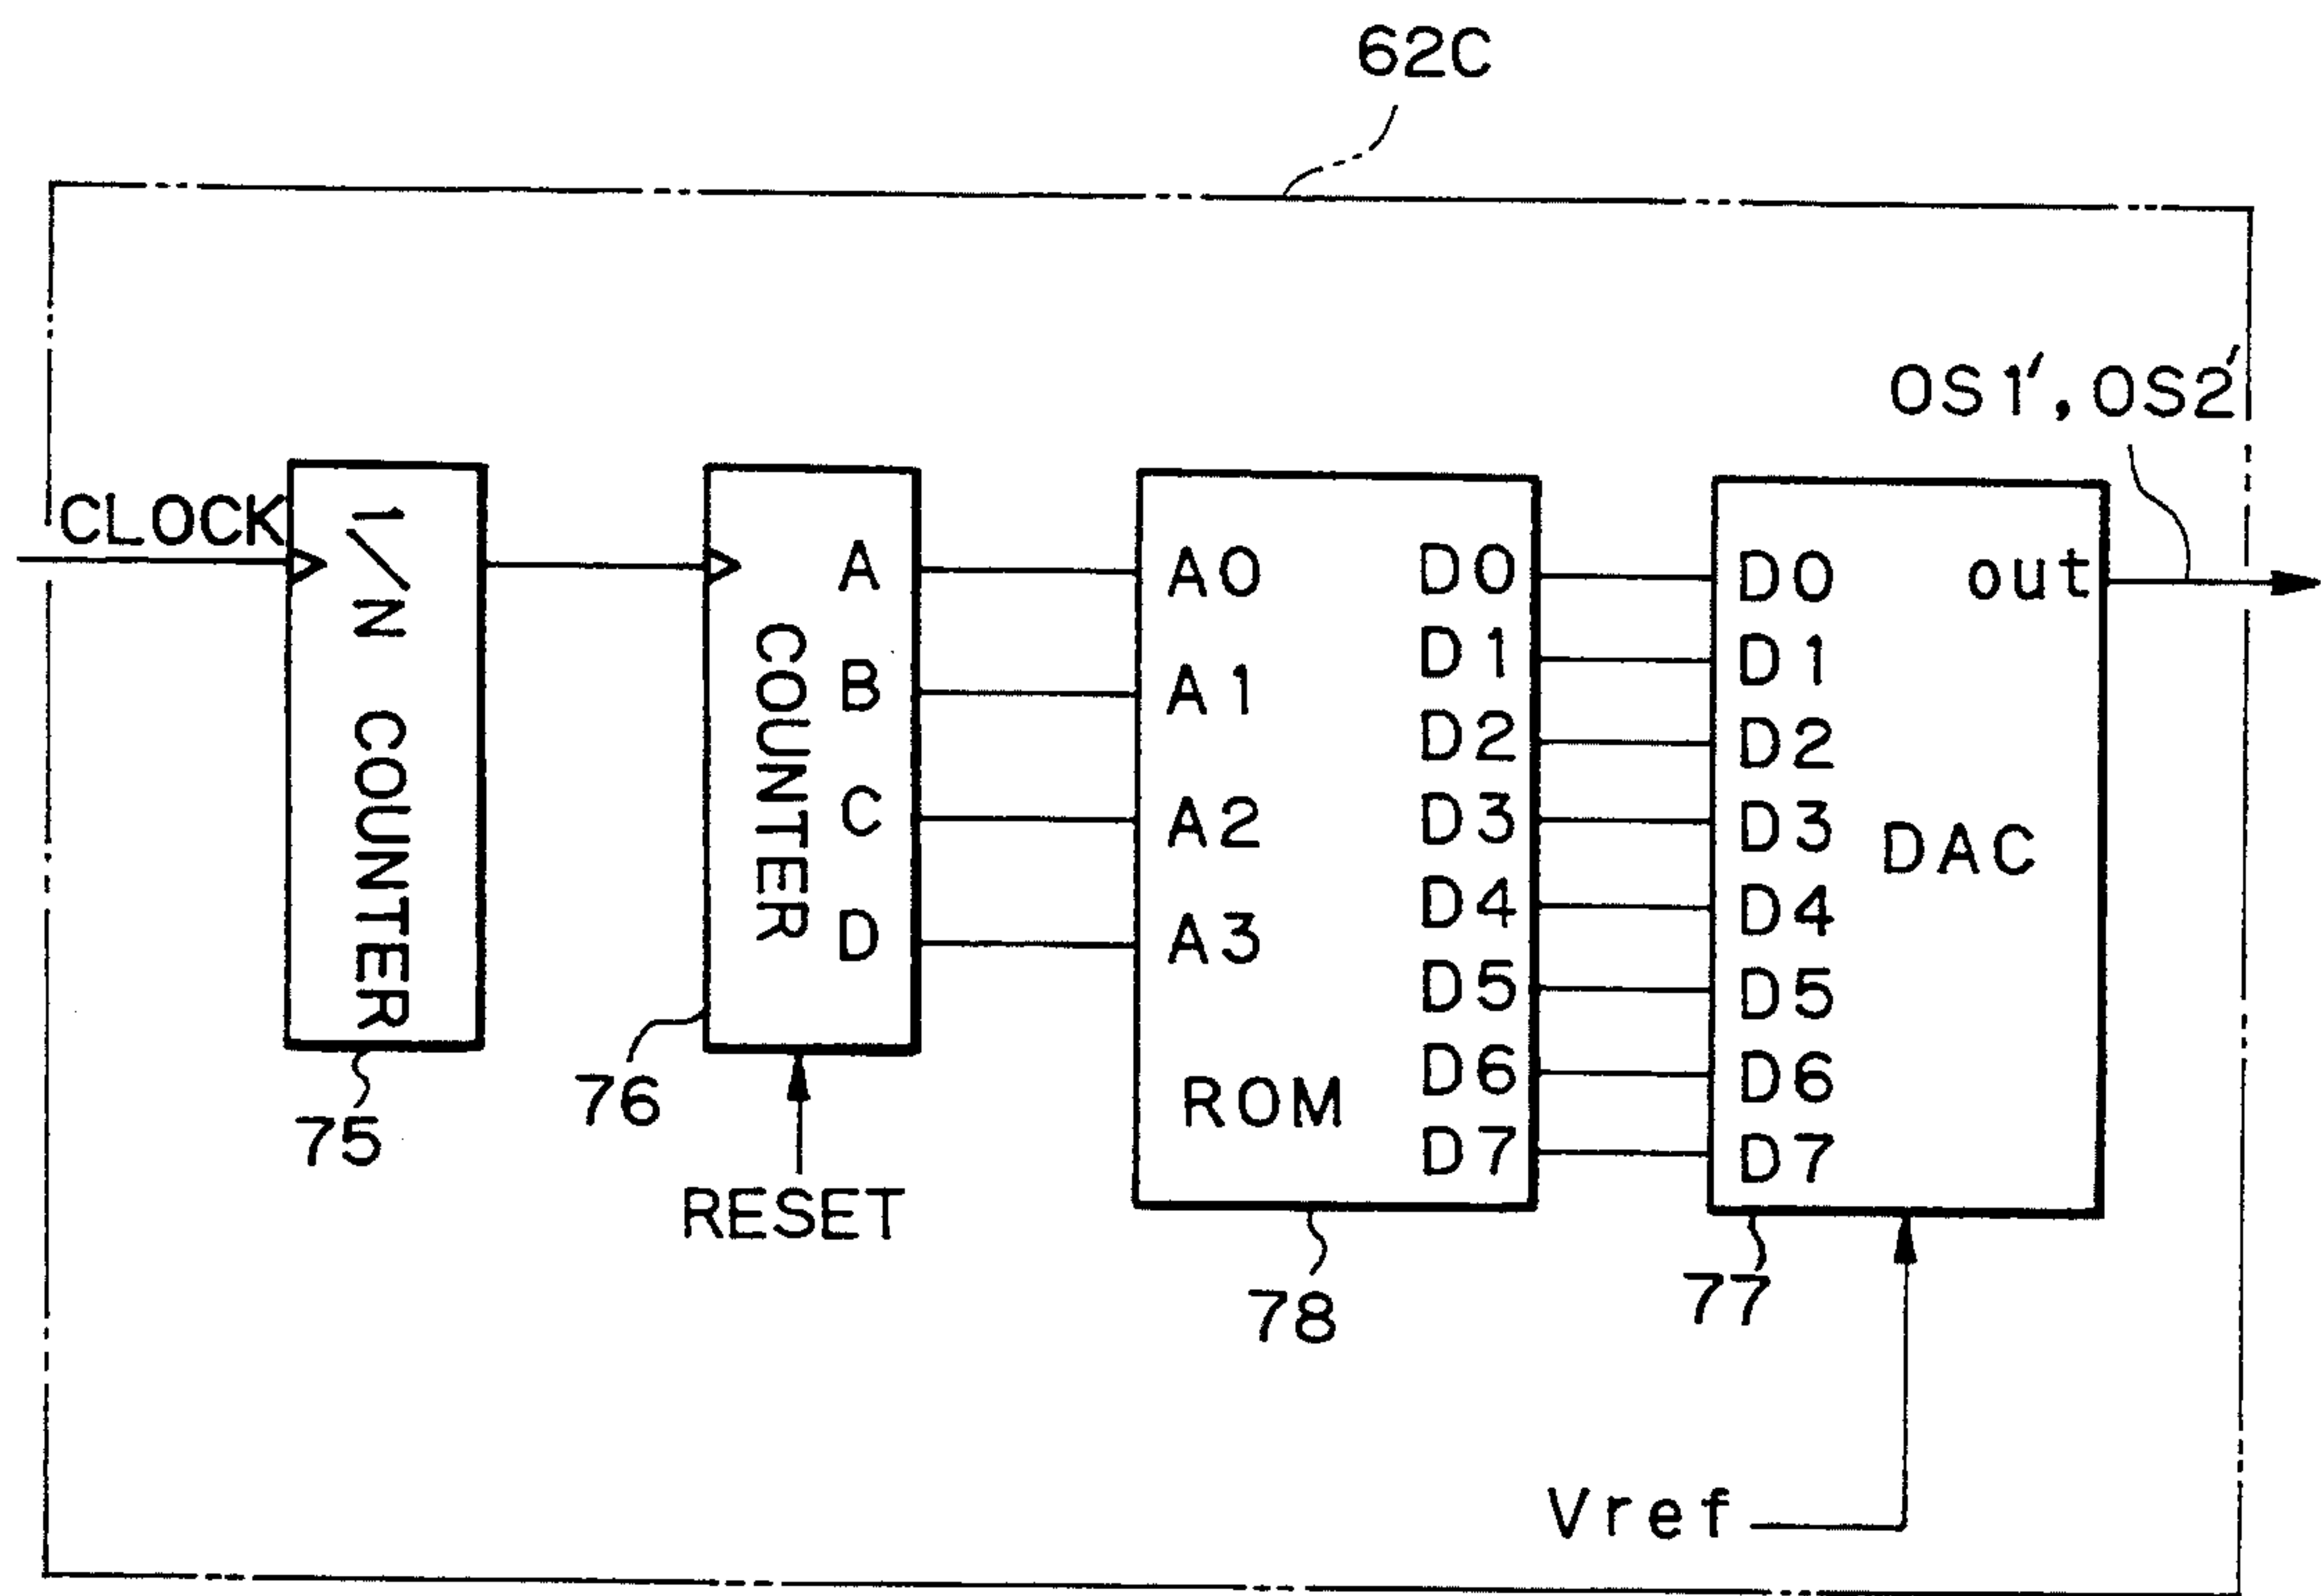 62C
OS1′, OS2′
CLOCK
1/N COUNTER
75
COUNTER
A
B
C
D
76
RESET
A0
A1
A2
A3
ROM
D0
D1
D2
D3
D4
D5
D6
D7
78
D0
D1
D2
D3
D4
D5
D6
D7
DAC
out
77
Vref